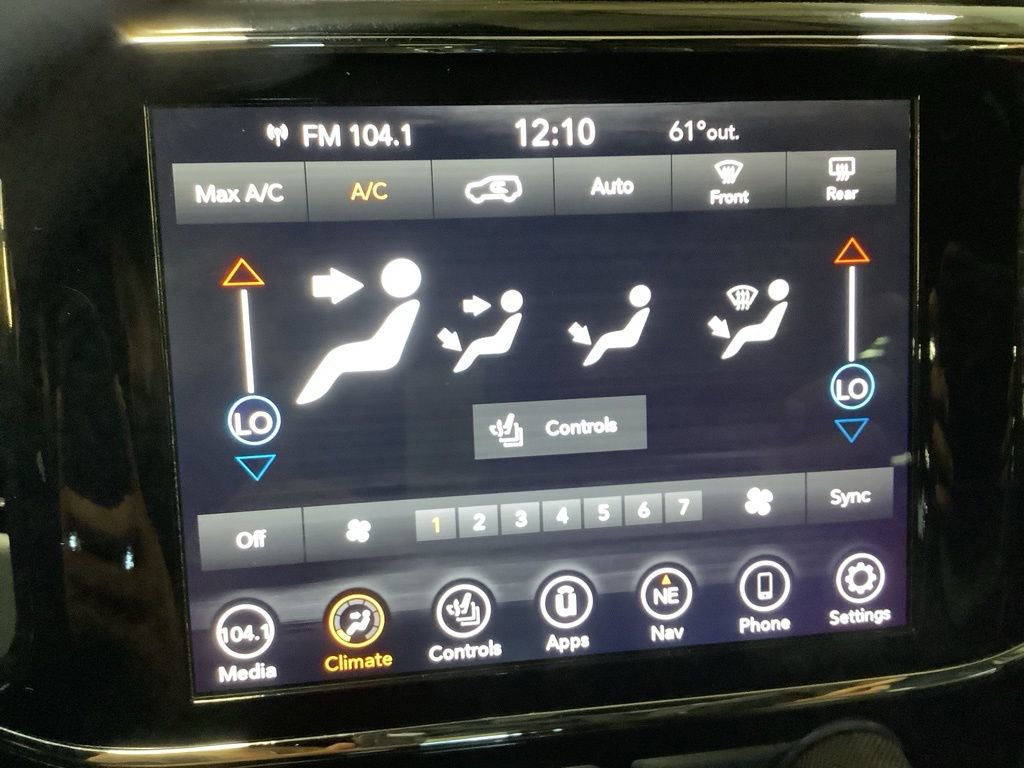 FM 104.1 12:10 61°out.
Max A/C A/C Auto Front Rear
LO LO
Controls
Off 1 2 3 4 5 6 7 Sync
104.1 NE
Media Climate Controls Apps Nav Phone Settings